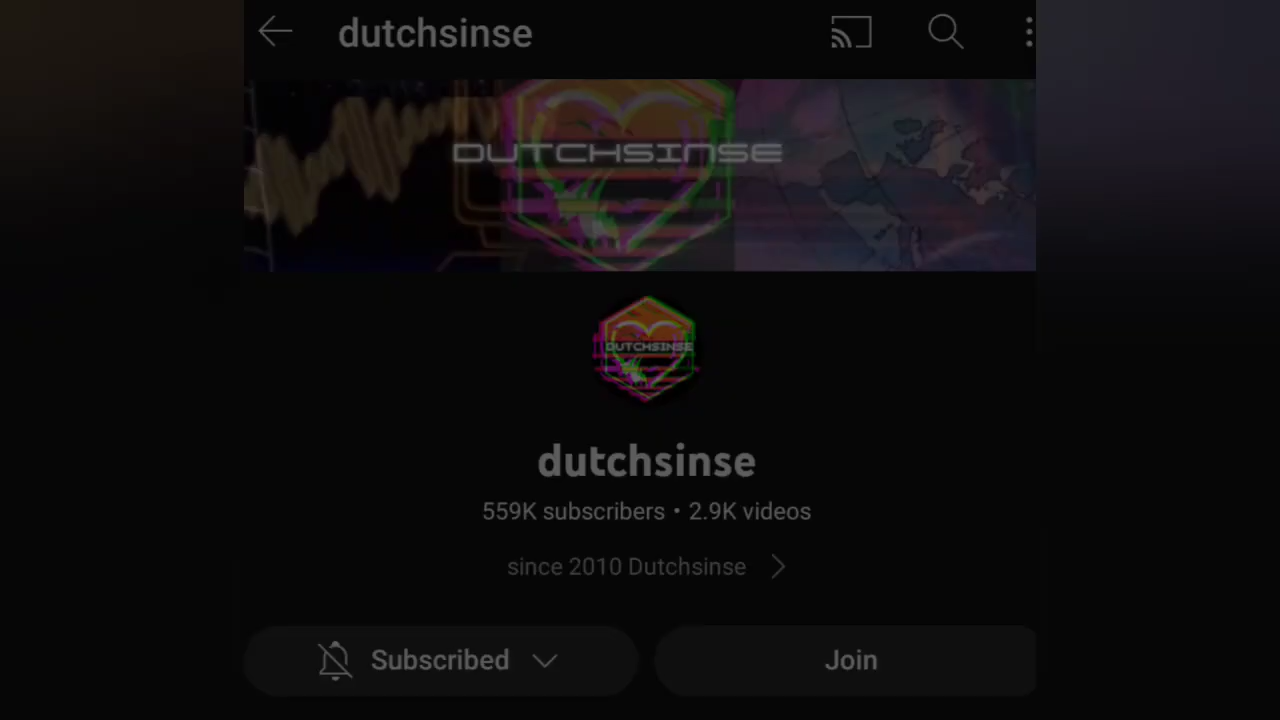 dutchsinse
DUTCHSINSE
DUTCHSINSE
dutchsinse
559K subscribers • 2.9K videos
since 2010 Dutchsinse
Subscribed
Join